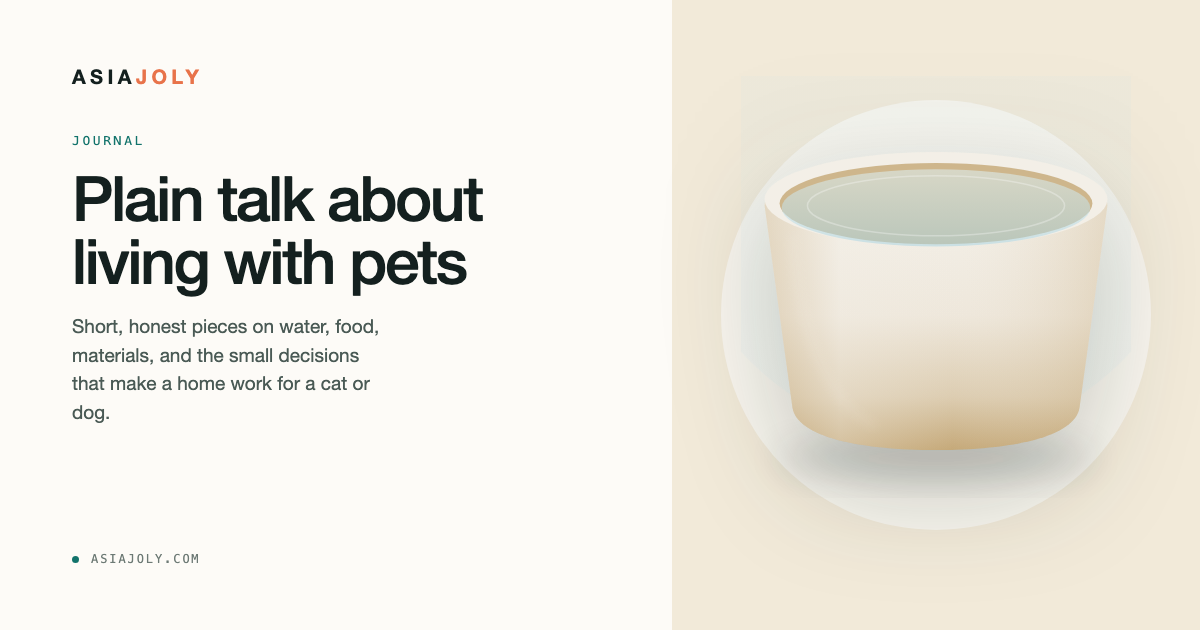 ASIAJOLY
JOURNAL
Plain talk about
living with pets
Short, honest pieces on water, food,
materials, and the small decisions
that make a home work for a cat or
dog.
ASIAJOLY.COM